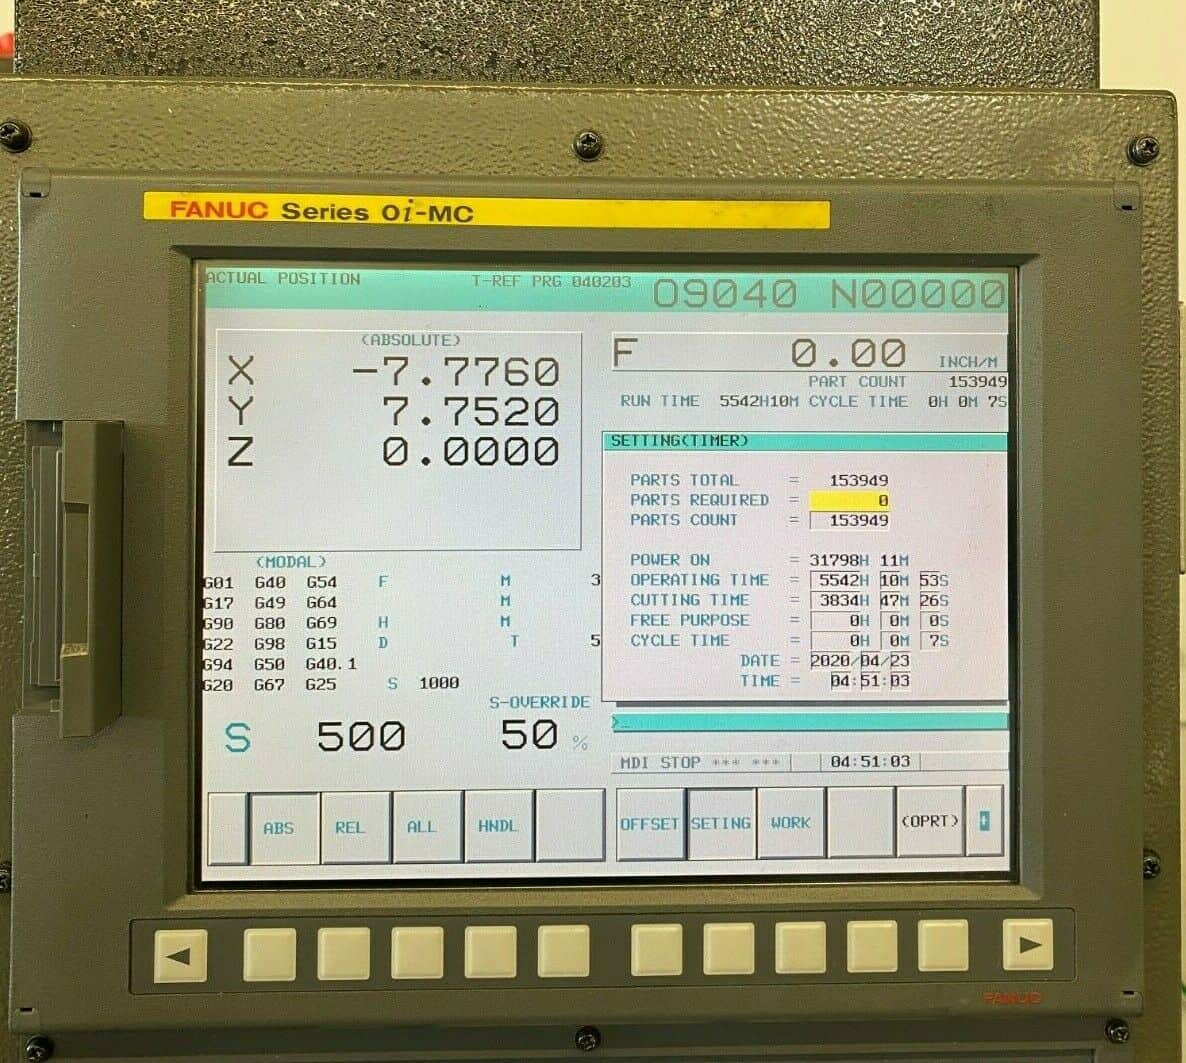 FANUC Series 0i-MC
ACTUAL POSITION T-REF PRG 040203 O9040 N00000
(ABSOLUTE)
X -7.7760
Y 7.7520
Z 0.0000
F 0.00 INCH/M
PART COUNT 153949
RUN TIME 5542H10M CYCLE TIME 0H 0M 7S
SETTING(TIMER)
PARTS TOTAL = 153949
PARTS REQUIRED = 0
PARTS COUNT = 153949
POWER ON = 31798H 11M
OPERATING TIME = 5542H 10M 53S
CUTTING TIME = 3834H 47M 26S
FREE PURPOSE = 0H 0M 0S
CYCLE TIME = 0H 0M 7S
DATE = 2020/04/23
TIME = 04:51:03
(MODAL)
G01 G40 G54 F M 3
G17 G49 G64 M
G90 G80 G69 H M
G22 G98 G15 D T 5
G94 G50 G40.1
G20 G67 G25 S 1000
S-OVERRIDE
S 500 50 %
>_
MDI STOP *** *** 04:51:03
ABS REL ALL HNDL OFFSET SETING WORK (OPRT) +
FANUC